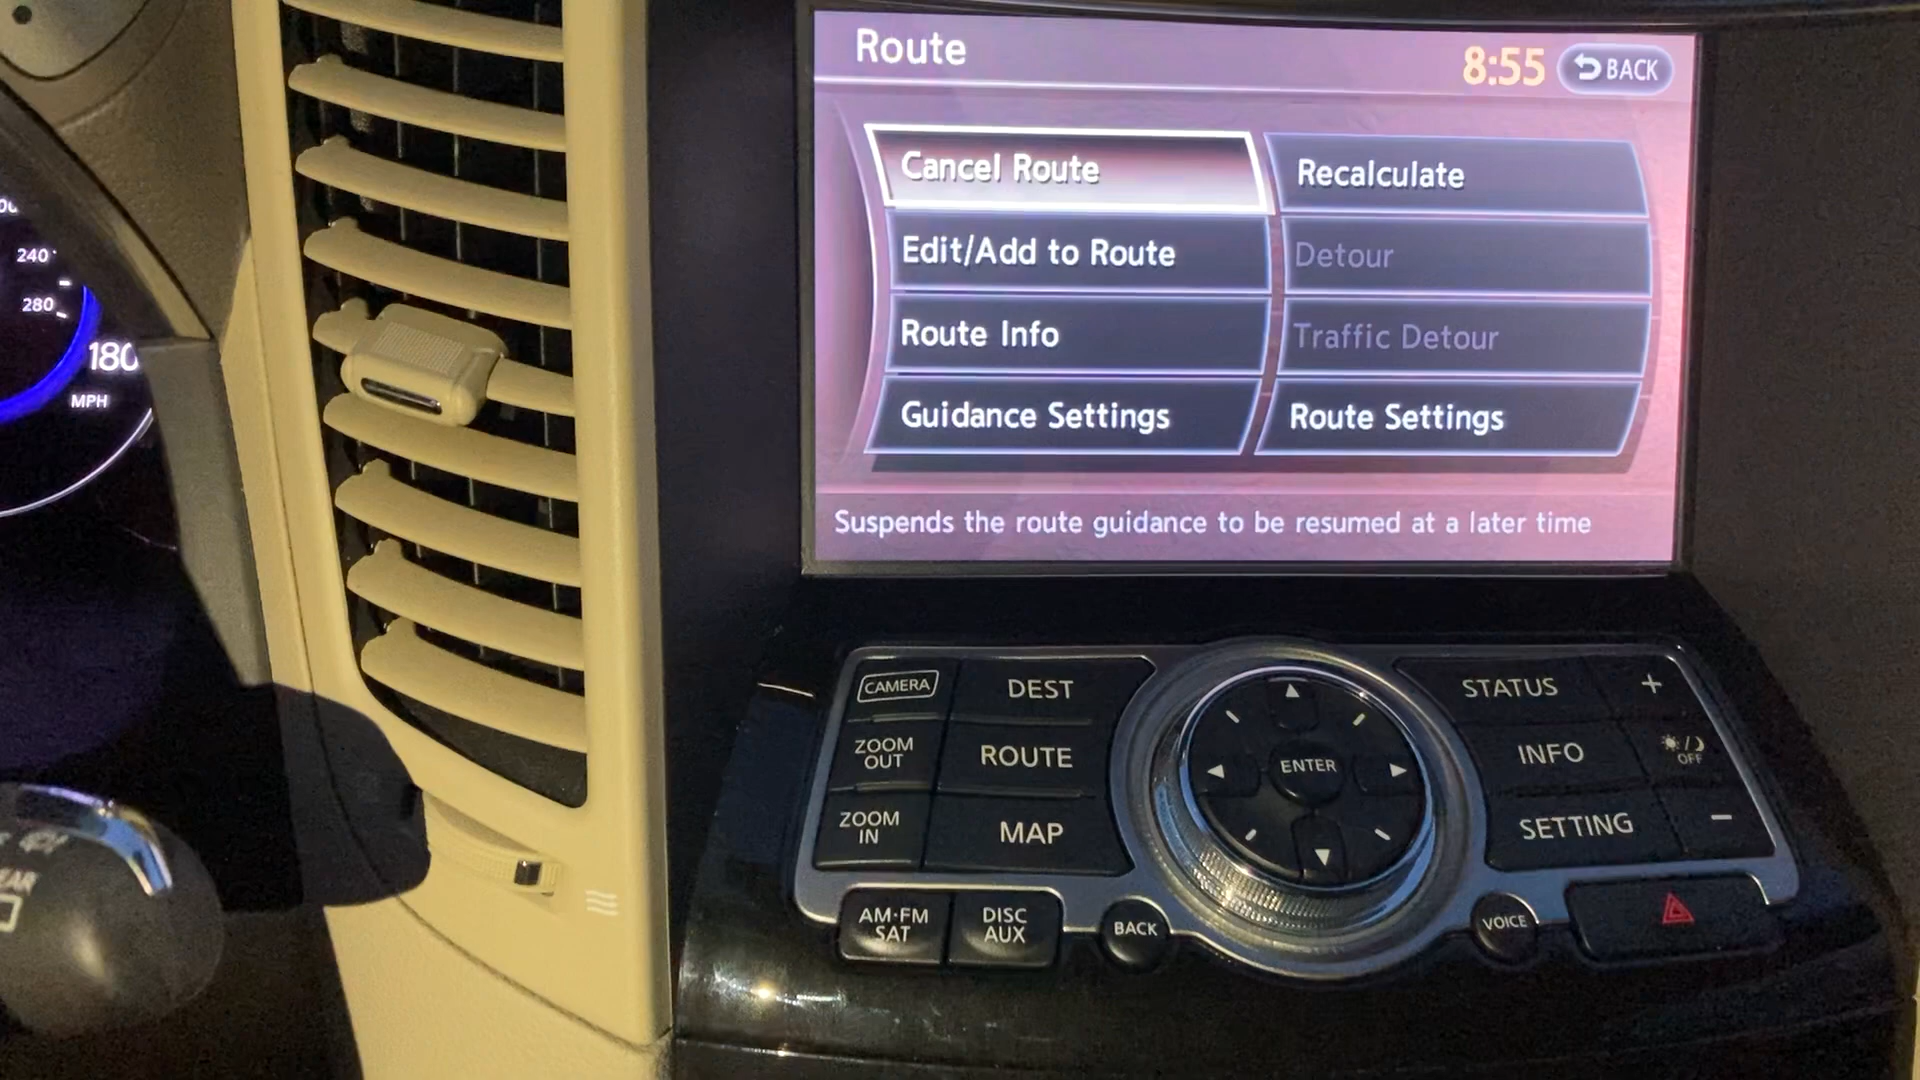 Route
8:55
BACK
Cancel Route
Recalculate
Edit/Add to Route
Detour
Route Info
Traffic Detour
Guidance Settings
Route Settings
Suspends the route guidance to be resumed at a later time
240
280
180
MPH
CAMERA
DEST
ZOOM
OUT
ROUTE
ZOOM
IN
MAP
ENTER
STATUS
+
INFO
OFF
SETTING
−
AM·FM
SAT
DISC
AUX
BACK
VOICE